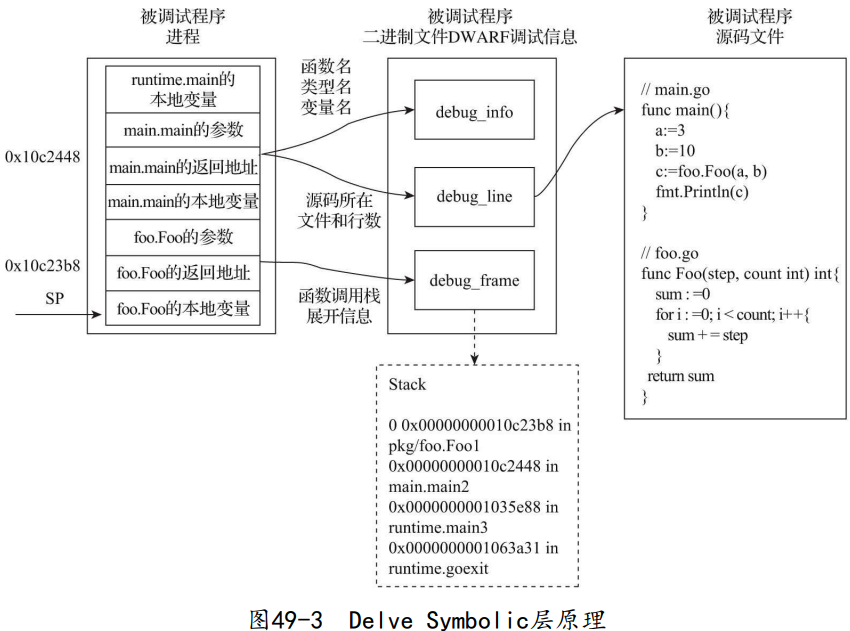 被调试程序
进程
被调试程序
二进制文件DWARF调试信息
被调试程序
源码文件
runtime.main的
本地变量
main.main的参数
main.main的返回地址
main.main的本地变量
foo.Foo的参数
foo.Foo的返回地址
foo.Foo的本地变量
0x10c2448
0x10c23b8
SP
函数名
类型名
变量名
源码所在
文件和行数
函数调用栈
展开信息
debug_info
debug_line
debug_frame
Stack
0 0x00000000010c23b8 in
pkg/foo.Foo1
0x00000000010c2448 in
main.main2
0x0000000001035e88 in
runtime.main3
0x0000000001063a31 in
runtime.goexit
// main.go
func main(){
a:=3
b:=10
c:=foo.Foo(a, b)
fmt.Println(c)
}
// foo.go
func Foo(step, count int) int{
sum : =0
for i : =0; i < count; i++{
sum + = step
}
return sum
}
图49-3 Delve Symbolic层原理